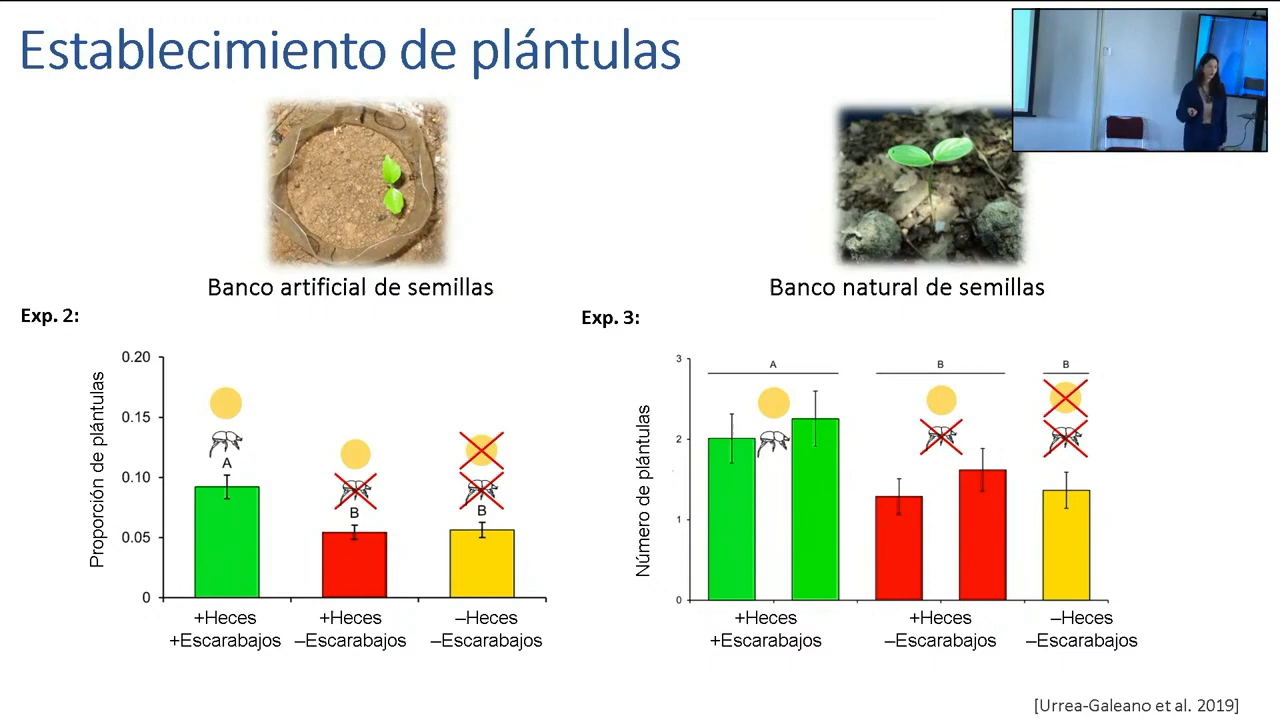 Establecimiento de plántulas
Banco artificial de semillas
Banco natural de semillas
Exp. 2:
Exp. 3:
Proporción de plántulas
0.20
0.15
0.10
0.05
0
A
B
B
+Heces
+Escarabajos
+Heces
–Escarabajos
–Heces
–Escarabajos
Número de plántulas
3
2
1
0
A
B
B
+Heces
+Escarabajos
+Heces
–Escarabajos
–Heces
–Escarabajos
[Urrea-Galeano et al. 2019]